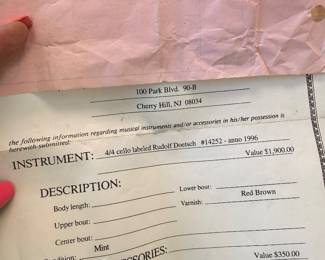 100 Park Blvd. 90-B
Cherry Hill, NJ 08034
the following information regarding musical instruments and/or accessories in his/her possession is
herewith submitted:
INSTRUMENT: 4/4 cello labeled Rudolf Doetsch #14252 - anno 1996
Value $1,900.00
DESCRIPTION:
Body length: Lower bout:
Upper bout: Varnish: Red Brown
Center bout:
Condition: Mint
ACCESSORIES: Value $350.00